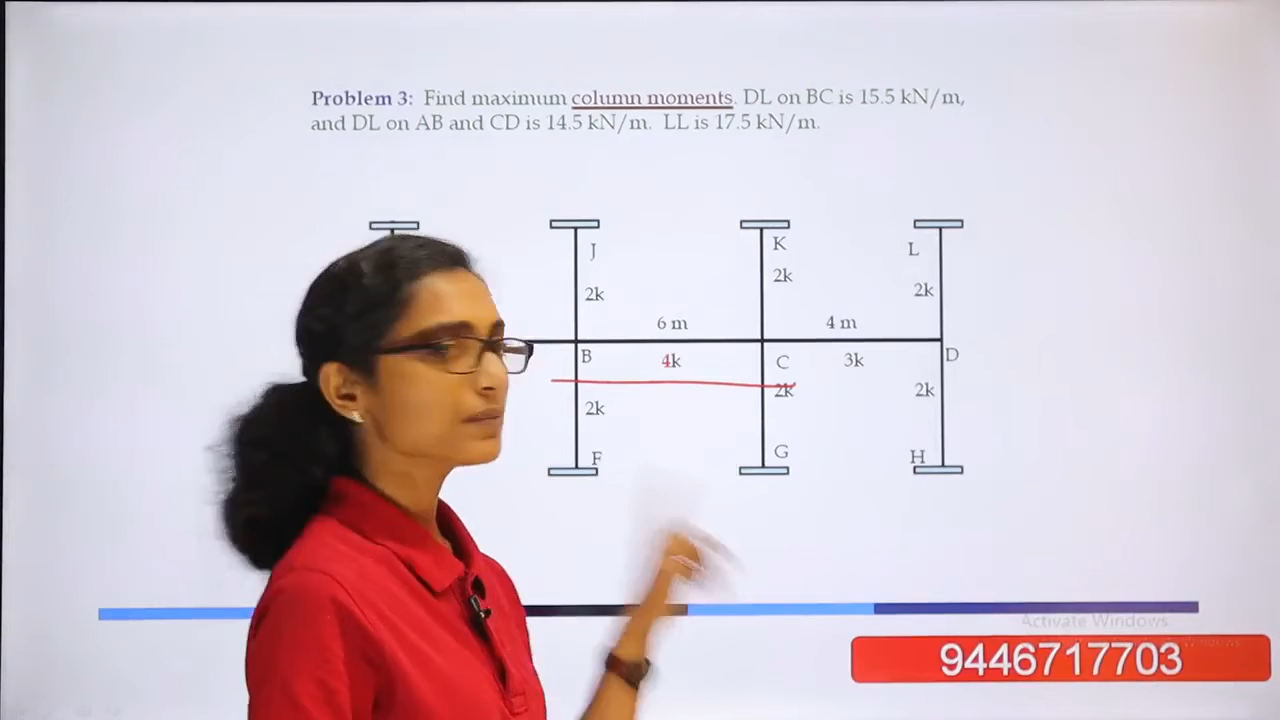 Problem 3: Find maximum column moments. DL on BC is 15.5 kN/m,
and DL on AB and CD is 14.5 kN/m. LL is 17.5 kN/m.
J
K
L
2k
2k
2k
6 m
4 m
B
4k
C
3k
D
2k
2k
2k
F
G
H
Activate Windows
9446717703